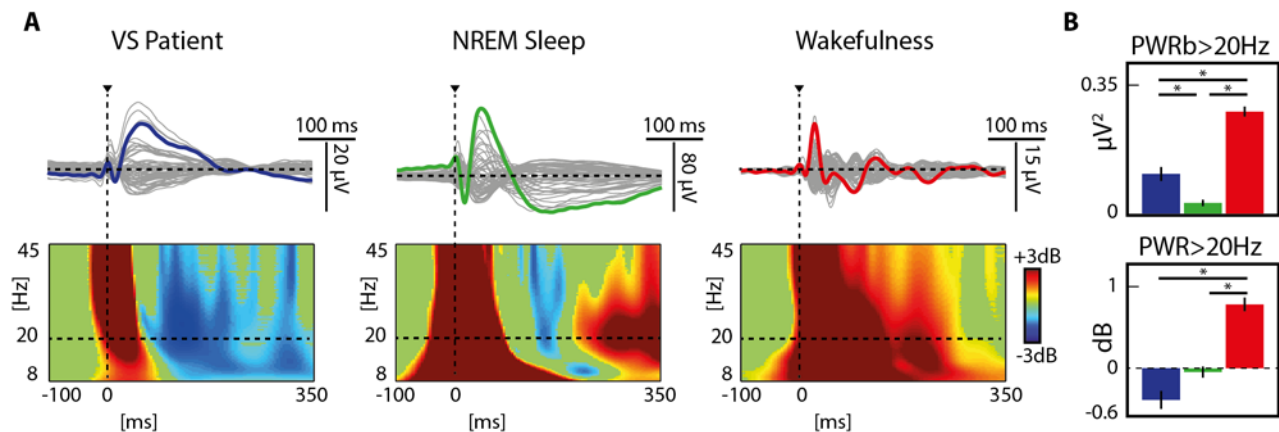 A
VS Patient
NREM Sleep
Wakefulness
B
PWRb>20Hz
100 ms
20 µV
100 ms
80 µV
100 ms
15 µV
*
* *
0.35
µV²
0
PWR>20Hz
45
[Hz]
20
8
45
[Hz]
20
8
45
[Hz]
20
8
+3dB
-3dB
*
*
1
dB
0
-0.6
-100 0 350
[ms]
-100 0 350
[ms]
-100 0 350
[ms]